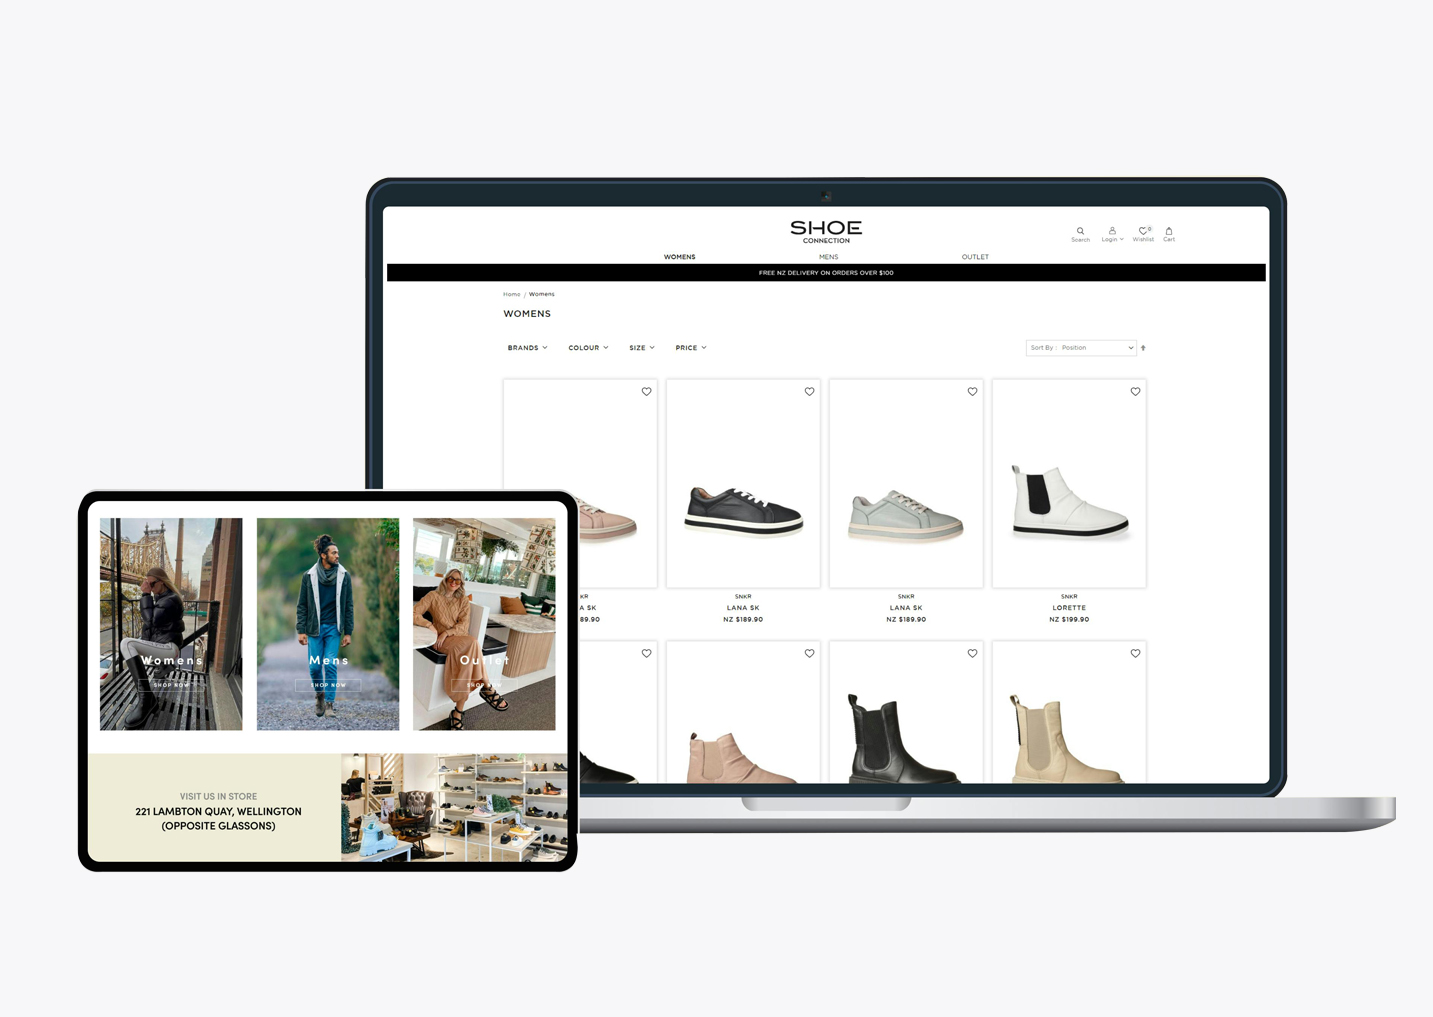 SHOE
CONNECTION
Search
Login
Wishlist
0
Cart
WOMENS
MENS
OUTLET
FREE NZ DELIVERY ON ORDERS OVER $100
Home / Womens
WOMENS
BRANDS
COLOUR
SIZE
PRICE
Sort By : Position
KR
A SK
89.90
SNKR
LANA SK
NZ $189.90
SNKR
LANA SK
NZ $189.90
SNKR
LORETTE
NZ $199.90
Womens
SHOP NOW
Mens
SHOP NOW
Outlet
SHOP NOW
VISIT US IN STORE
221 LAMBTON QUAY, WELLINGTON
(OPPOSITE GLASSONS)